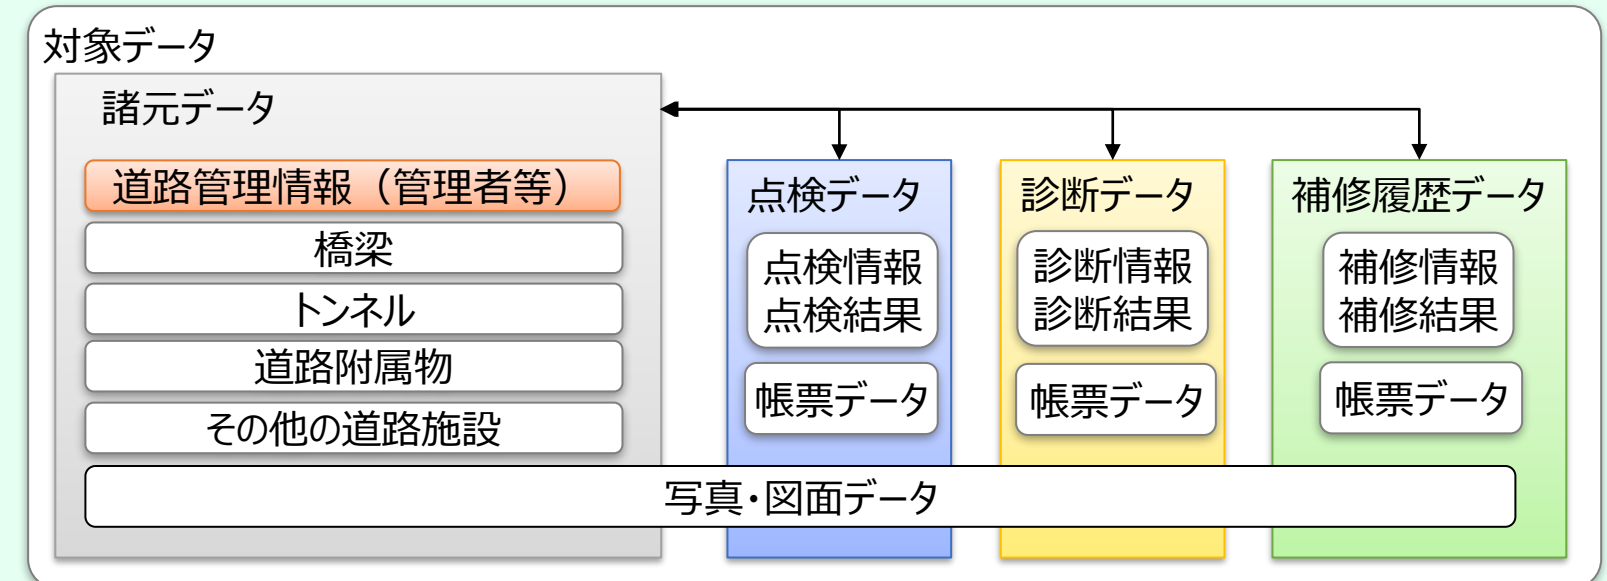 対象データ
諸元データ
道路管理情報（管理者等）
橋梁
トンネル
道路附属物
その他の道路施設
点検データ
点検情報
点検結果
帳票データ
診断データ
診断情報
診断結果
帳票データ
補修履歴データ
補修情報
補修結果
帳票データ
写真・図面データ